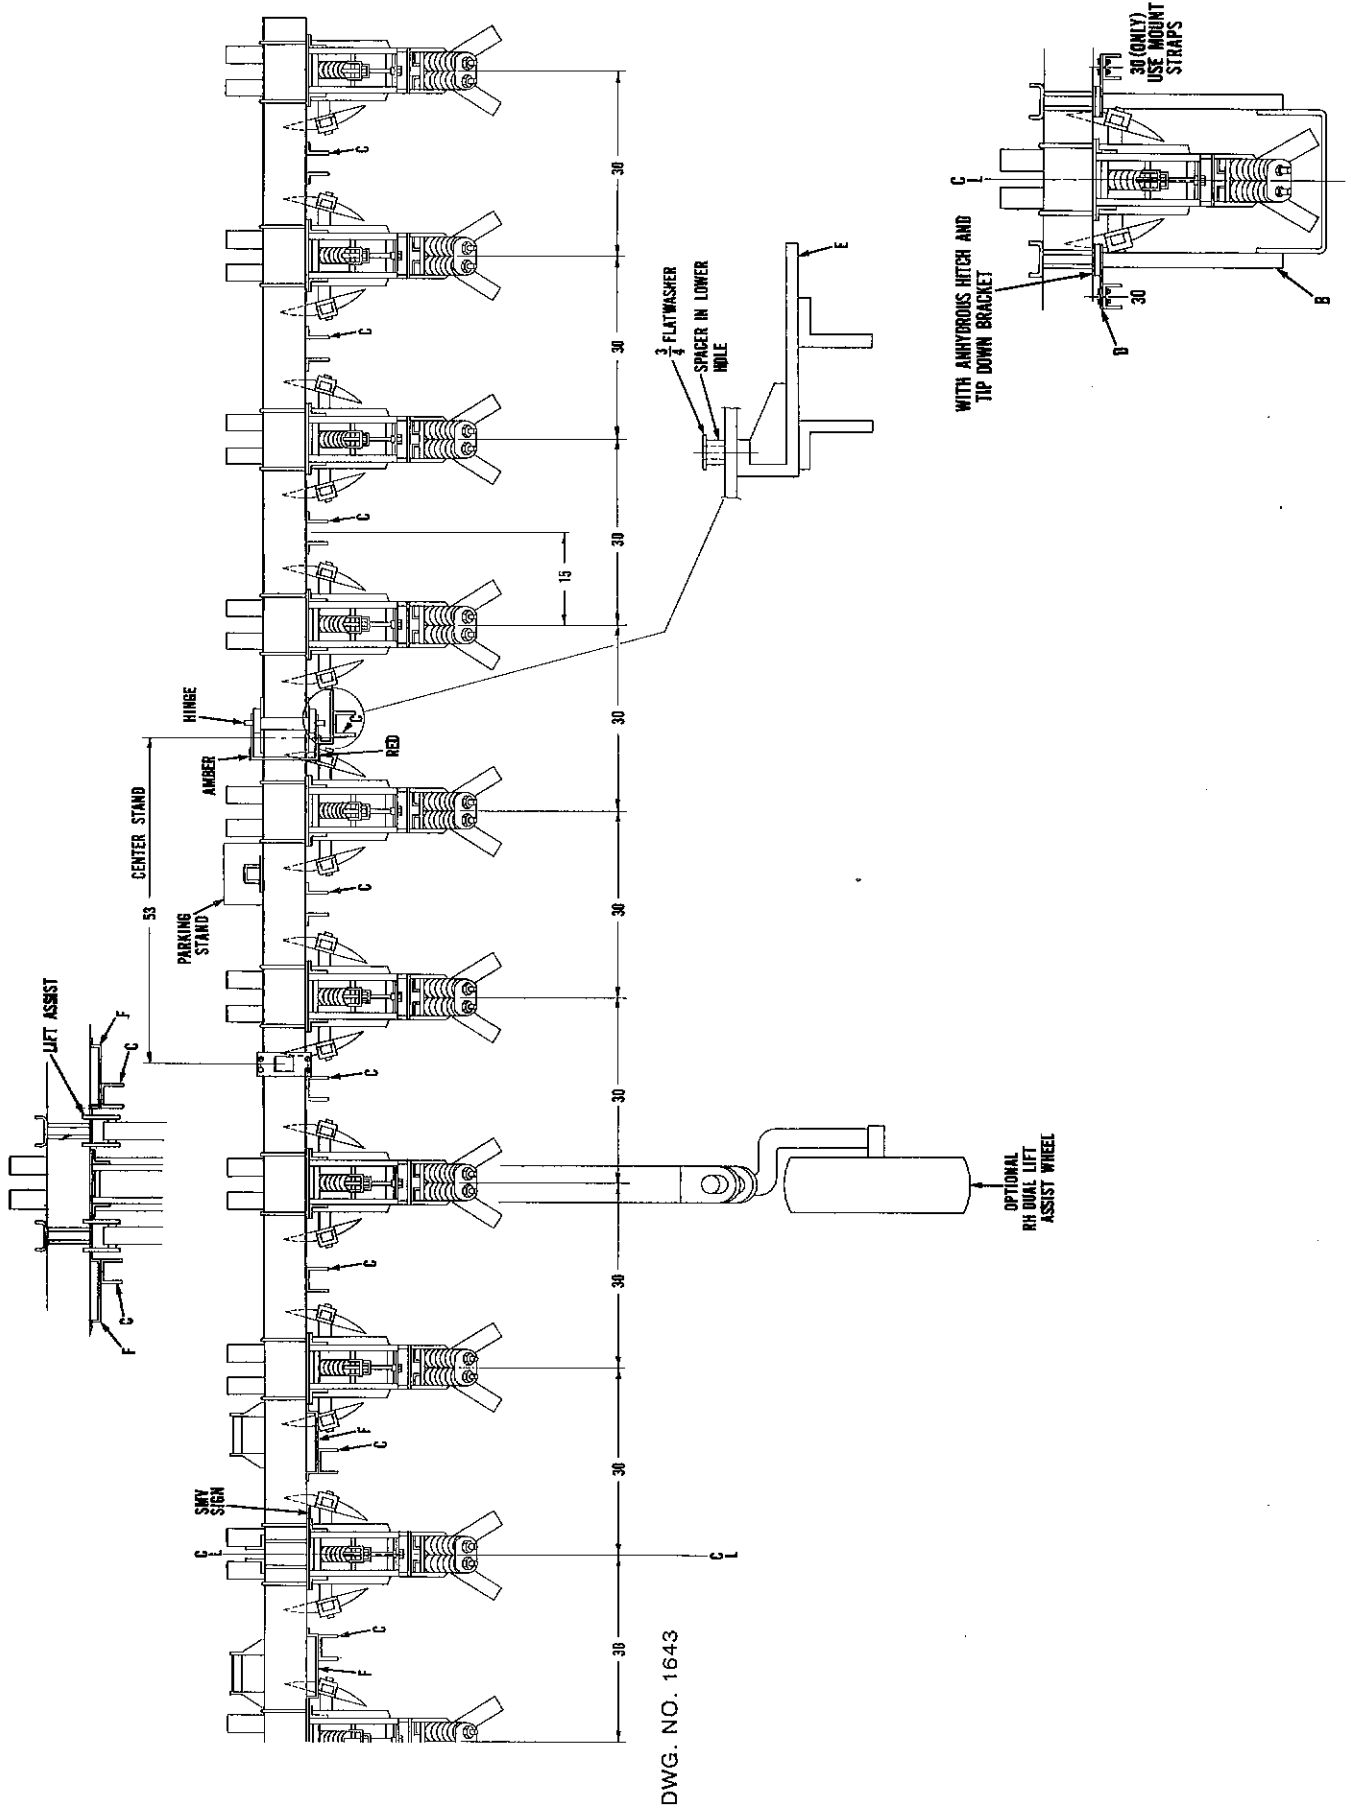 LIFT ASSIST
F
C
C
F
53
CENTER STAND
PARKING
STAND
AMBER
HINGE
RED
SMV
SIGN
C
L
C
L
C
C
C
C
C
C
C
C
C
F
F
15
30
30
30
30
30
30
30
30
30
3/4 FLATWASHER
SPACER IN LOWER
HOLE
E
OPTIONAL
RH DUAL LIFT
ASSIST WHEEL
WITH ANHYDROUS HITCH AND
TIP DOWN BRACKET
C
L
30 (ONLY)
USE MOUNT
STRAPS
30
D
B
DWG. NO. 1643